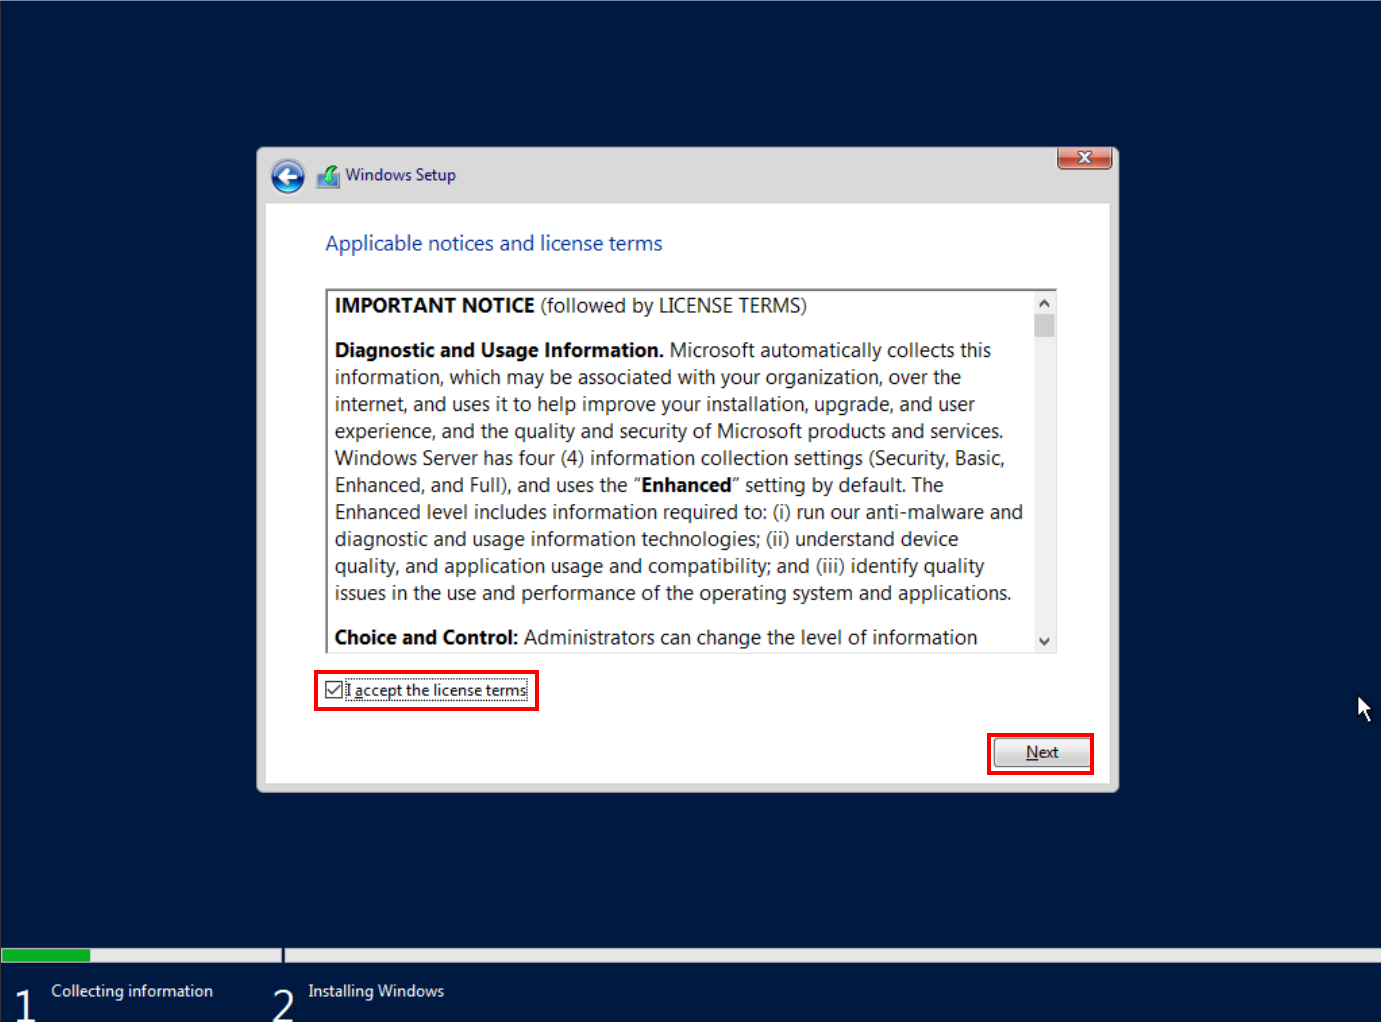 Windows Setup
Applicable notices and license terms
IMPORTANT NOTICE (followed by LICENSE TERMS)
Diagnostic and Usage Information. Microsoft automatically collects this
information, which may be associated with your organization, over the
internet, and uses it to help improve your installation, upgrade, and user
experience, and the quality and security of Microsoft products and services.
Windows Server has four (4) information collection settings (Security, Basic,
Enhanced, and Full), and uses the “Enhanced” setting by default. The
Enhanced level includes information required to: (i) run our anti-malware and
diagnostic and usage information technologies; (ii) understand device
quality, and application usage and compatibility; and (iii) identify quality
issues in the use and performance of the operating system and applications.
Choice and Control: Administrators can change the level of information
I accept the license terms
Next
1 Collecting information
2 Installing Windows